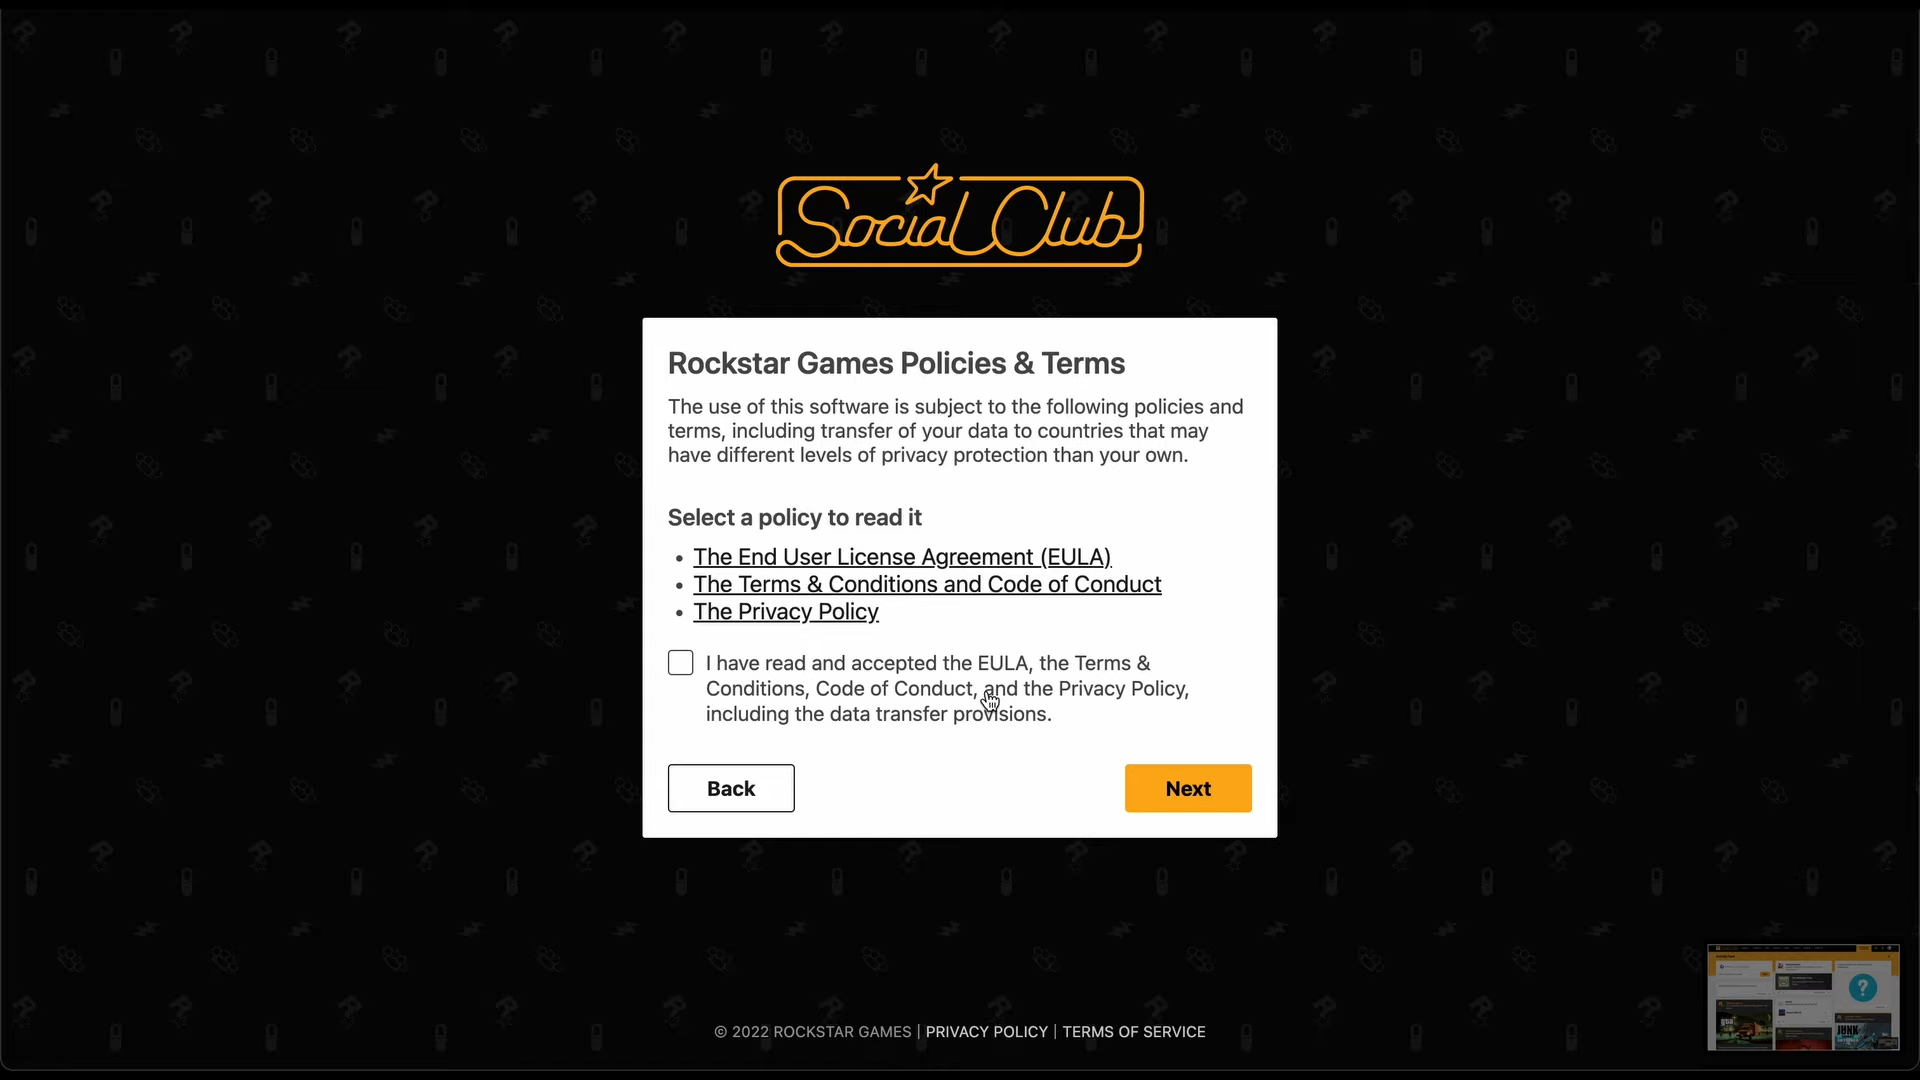 Social Club
Rockstar Games Policies & Terms
The use of this software is subject to the following policies and
terms, including transfer of your data to countries that may
have different levels of privacy protection than your own.
Select a policy to read it
• The End User License Agreement (EULA)
• The Terms & Conditions and Code of Conduct
• The Privacy Policy
I have read and accepted the EULA, the Terms &
Conditions, Code of Conduct, and the Privacy Policy,
including the data transfer provisions.
Back
Next
© 2022 ROCKSTAR GAMES | PRIVACY POLICY | TERMS OF SERVICE